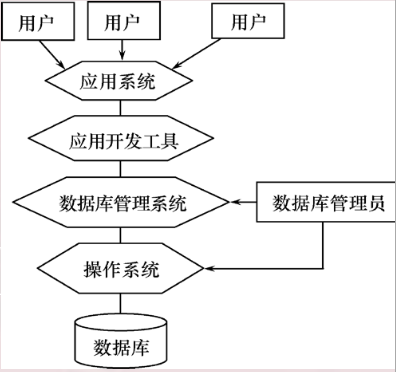 用户
用户
用户
应用系统
应用开发工具
数据库管理系统
数据库管理员
操作系统
数据库